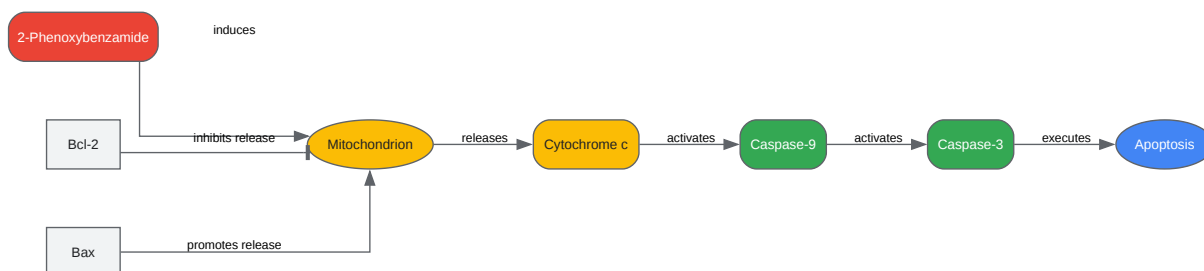 2-Phenoxybenzamide
induces
Bcl-2
inhibits release
Mitochondrion
releases
Cytochrome c
activates
Caspase-9
activates
Caspase-3
executes
Apoptosis
Bax
promotes release